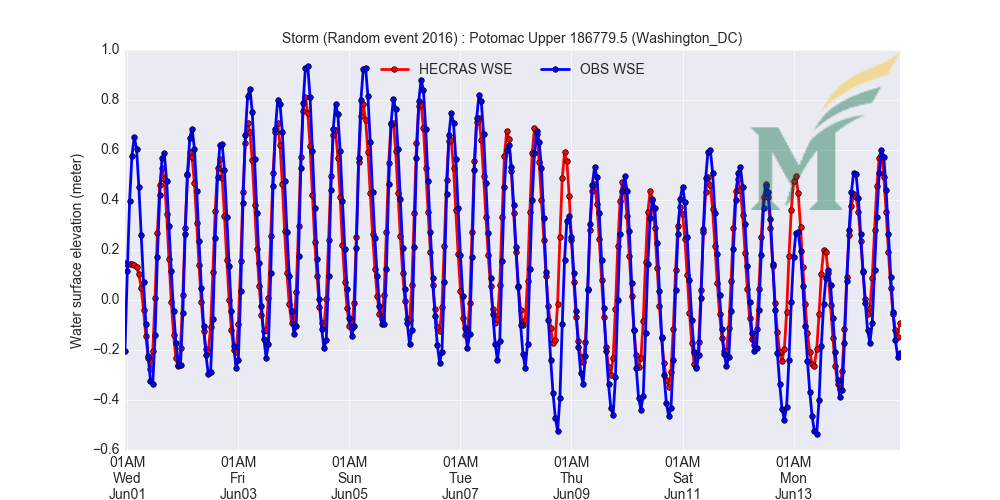 Storm (Random event 2016) : Potomac Upper 186779.5 (Washington_DC)
HECRAS WSE OBS WSE
M
Water surface elevation (meter)
1.0
0.8
0.6
0.4
0.2
0.0
−0.2
−0.4
−0.6
01AM 01AM 01AM 01AM 01AM 01AM 01AM
Wed Fri Sun Tue Thu Sat Mon
Jun01 Jun03 Jun05 Jun07 Jun09 Jun11 Jun13